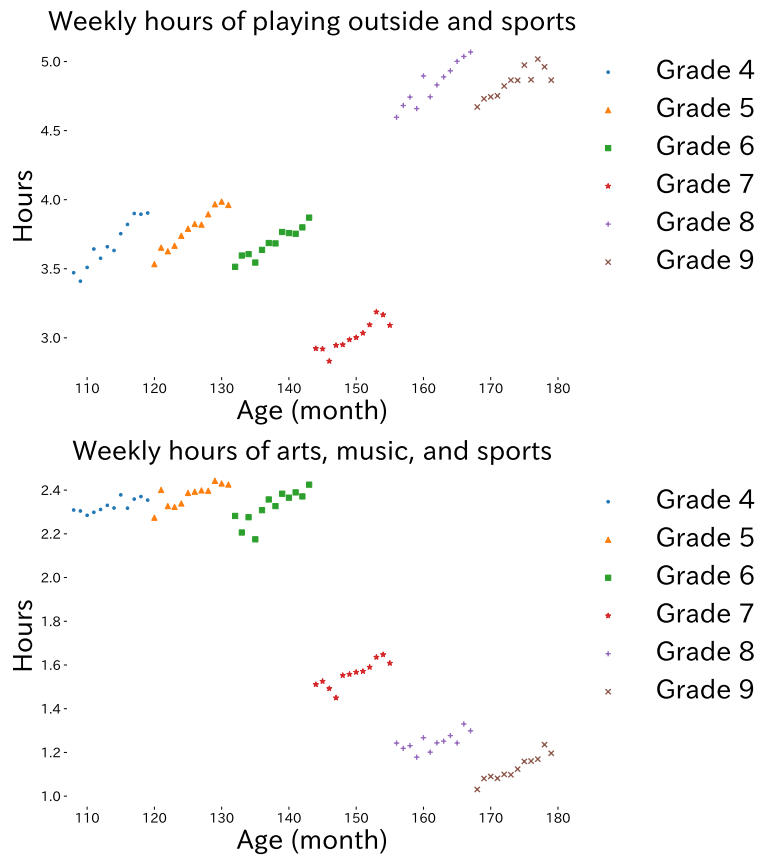 Weekly hours of playing outside and sports
5.0
4.5
4.0
3.5
3.0
Hours
110 120 130 140 150 160 170 180
Age (month)
Grade 4
Grade 5
Grade 6
Grade 7
Grade 8
Grade 9
Weekly hours of arts, music, and sports
2.4
2.2
2.0
1.8
1.6
1.4
1.2
1.0
Hours
110 120 130 140 150 160 170 180
Age (month)
Grade 4
Grade 5
Grade 6
Grade 7
Grade 8
Grade 9